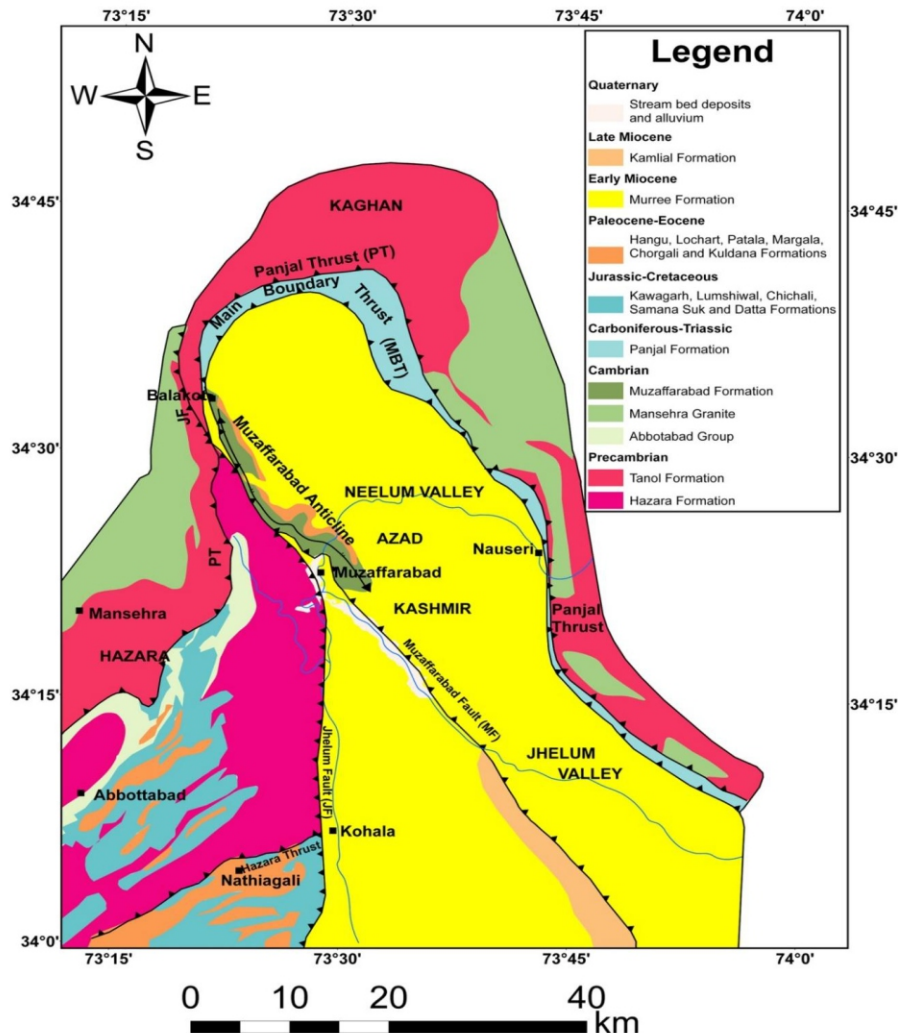 73°15'
73°30'
73°45'
74°0'
N
W
E
S
Legend
Quaternary
Stream bed deposits
and alluvium
Late Miocene
Kamlial Formation
Early Miocene
Murree Formation
Paleocene-Eocene
Hangu, Lochart, Patala, Margala,
Chorgali and Kuldana Formations
Jurassic-Cretaceous
Kawagarh, Lumshiwal, Chichali,
Samana Suk and Datta Formations
Carboniferous-Triassic
Panjal Formation
Cambrian
Muzaffarabad Formation
Mansehra Granite
Abbotabad Group
Precambrian
Tanol Formation
Hazara Formation
34°45'
34°45'
KAGHAN
Panjal Thrust (PT)
Main Boundary Thrust (MBT)
Balakot
JF
Muzaffarabad Anticline
34°30'
34°30'
NEELUM VALLEY
AZAD
KASHMIR
Nauseri
PT
Muzaffarabad
Mansehra
HAZARA
Panjal
Thrust
34°15'
34°15'
Muzaffarabad Fault (MF)
Jhelum Fault (JF)
JHELUM
VALLEY
Abbottabad
Kohala
Hazara Thrust
Nathiagali
34°0'
34°0'
73°15'
73°30'
73°45'
74°0'
0
10
20
40
km